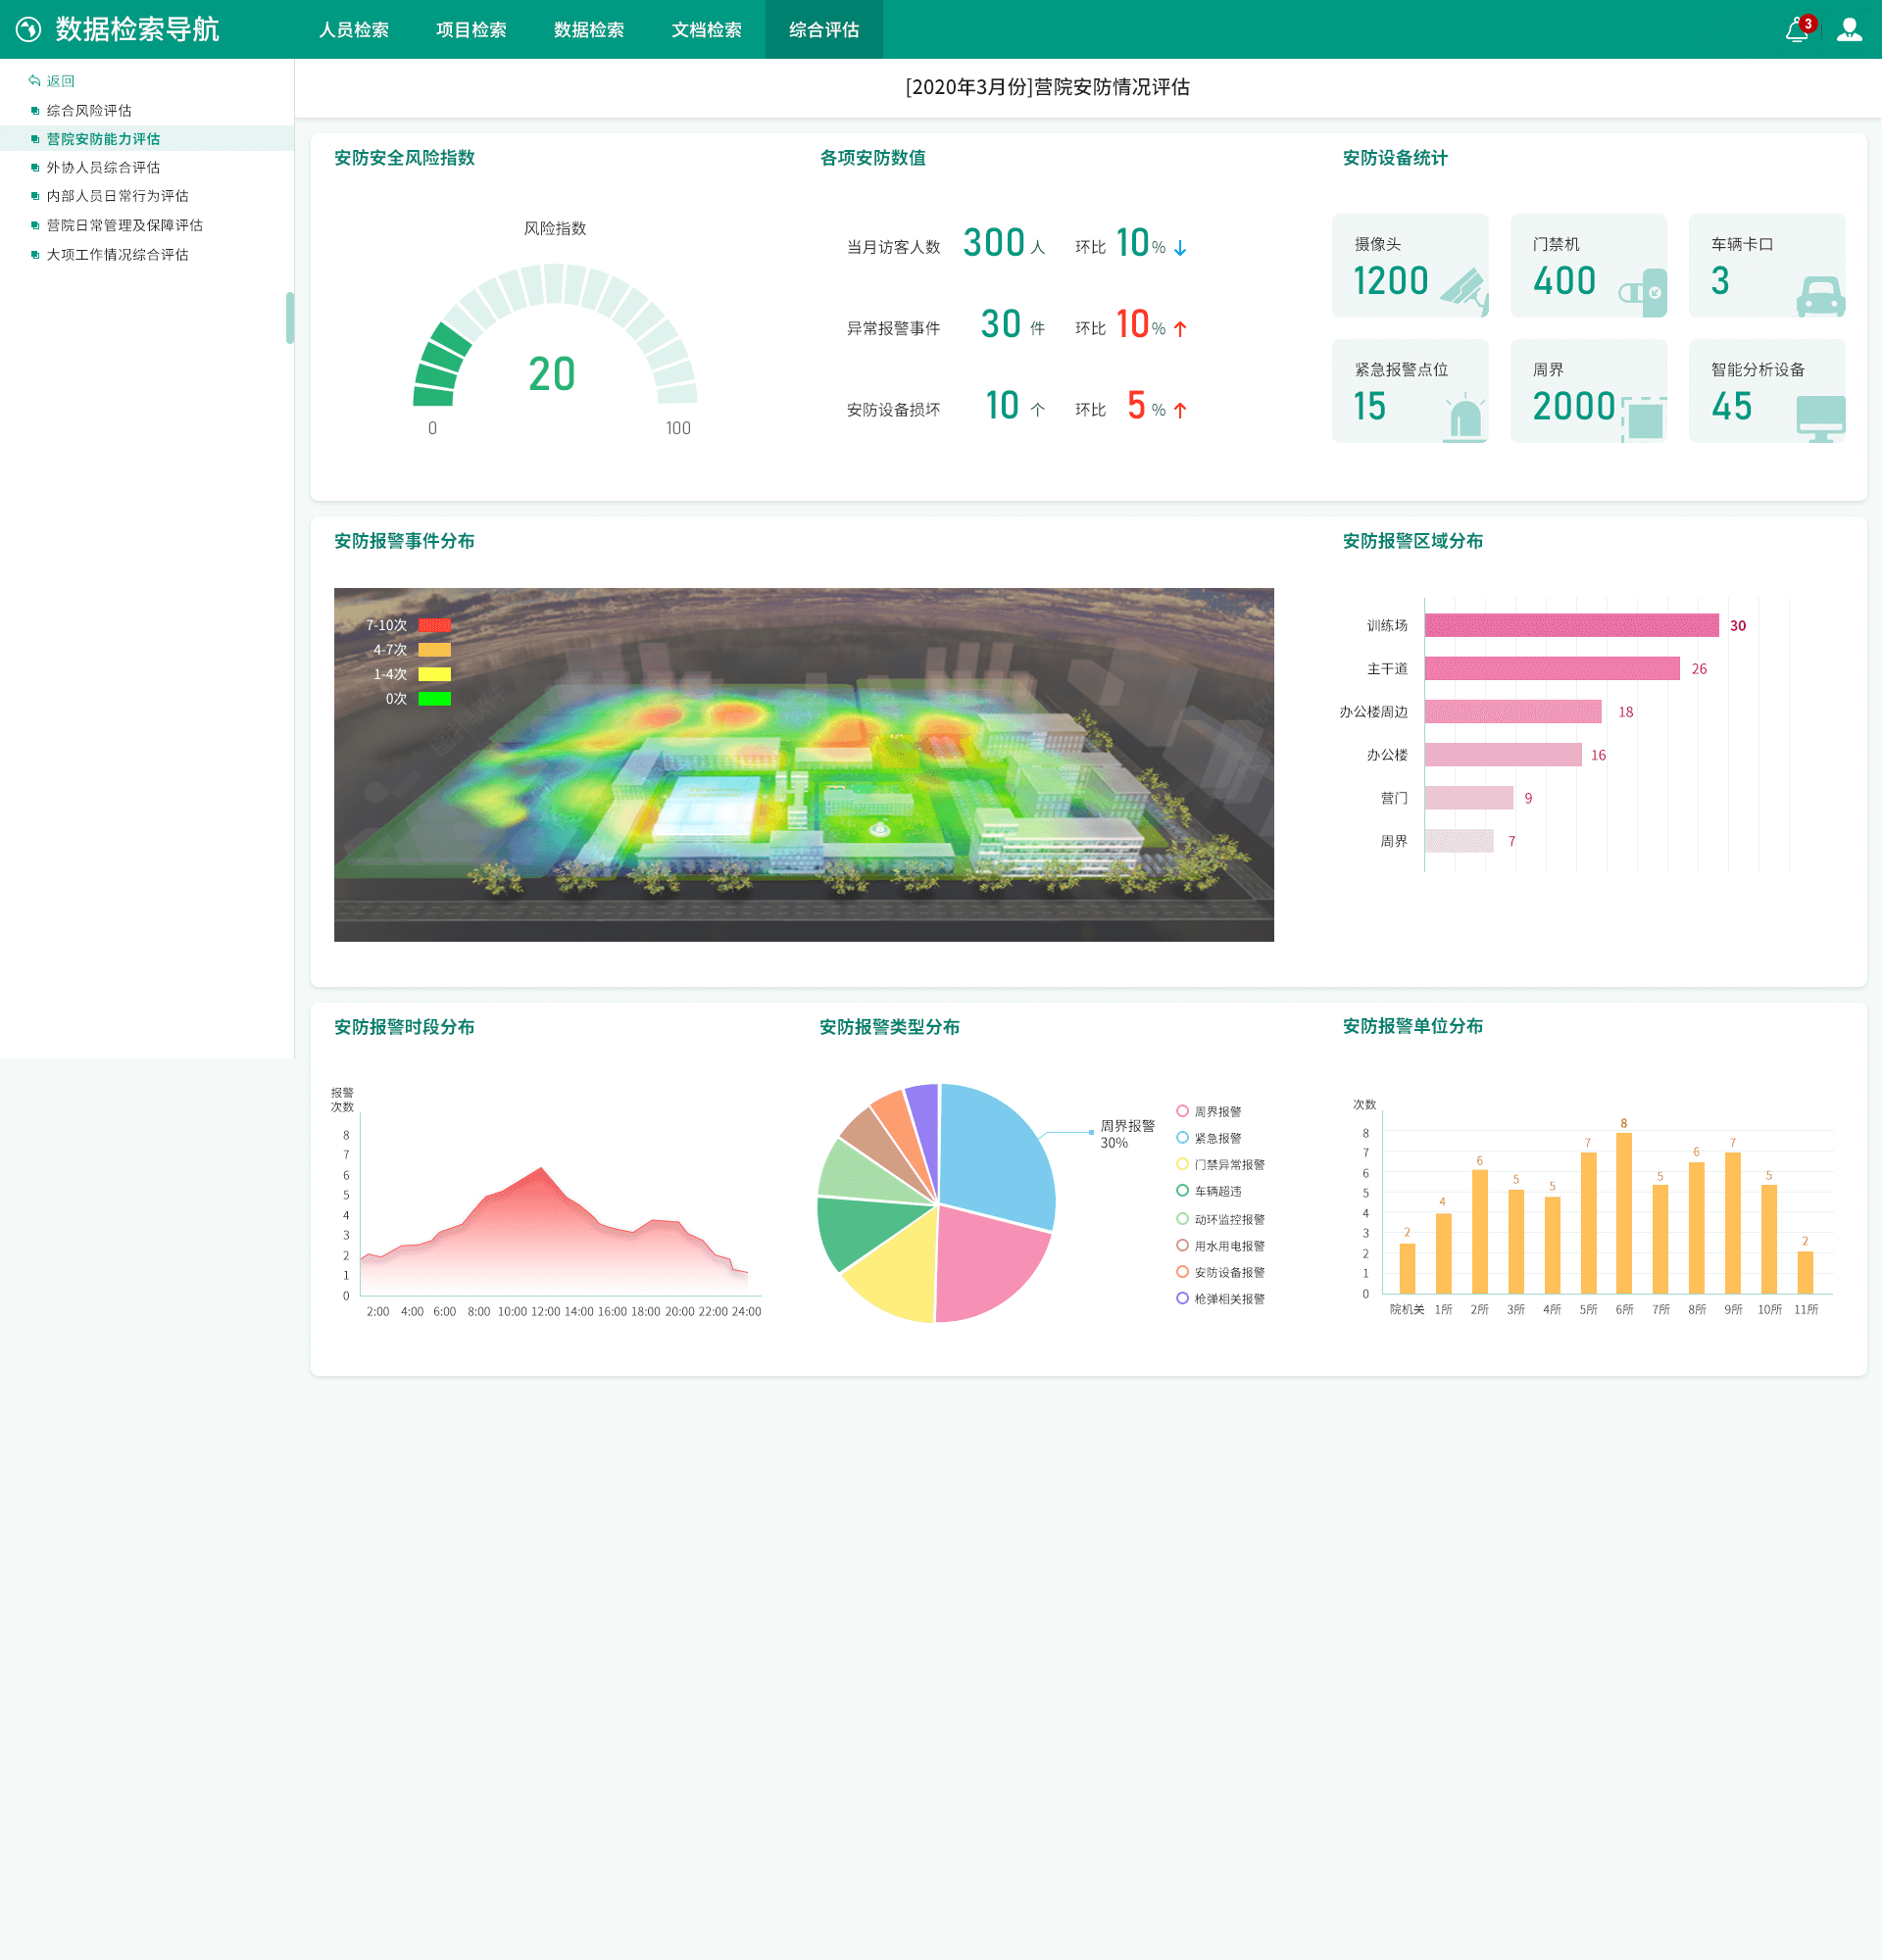 数据检索导航
人员检索
项目检索
数据检索
文档检索
综合评估
3
返回
综合风险评估
营院安防能力评估
外协人员综合评估
内部人员日常行为评估
营院日常管理及保障评估
大项工作情况综合评估
[2020年3月份]营院安防情况评估
安防安全风险指数
风险指数
20
0
100
各项安防数值
当月访客人数 300 人 环比 10 %
异常报警事件 30 件 环比 10 %
安防设备损坏 10 个 环比 5 %
安防设备统计
摄像头
1200
门禁机
400
车辆卡口
3
紧急报警点位
15
周界
2000
智能分析设备
45
安防报警事件分布
7-10次
4-7次
1-4次
0次
安防报警区域分布
训练场 30
主干道 26
办公楼周边 18
办公楼 16
营门 9
周界 7
安防报警时段分布
报警
次数
8
7
6
5
4
3
2
1
0
2:00 4:00 6:00 8:00 10:00 12:00 14:00 16:00 18:00 20:00 22:00 24:00
安防报警类型分布
周界报警
30%
周界报警
紧急报警
门禁异常报警
车辆超违
动环监控报警
用水用电报警
安防设备报警
枪弹相关报警
安防报警单位分布
次数
8
7
6
5
4
3
2
1
0
2 4 6 5 5 7 8 5 6 7 5 2
院机关 1所 2所 3所 4所 5所 6所 7所 8所 9所 10所 11所